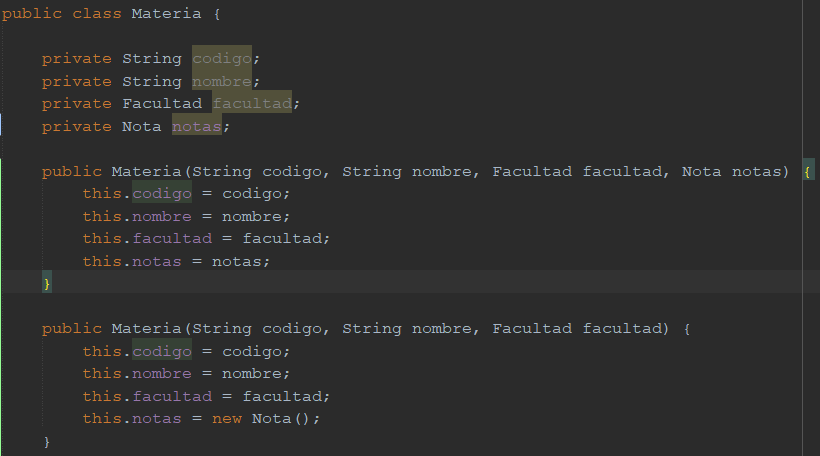 public class Materia {
private String codigo;
private String nombre;
private Facultad facultad;
private Nota notas;
public Materia(String codigo, String nombre, Facultad facultad, Nota notas) {
this.codigo = codigo;
this.nombre = nombre;
this.facultad = facultad;
this.notas = notas;
}
public Materia(String codigo, String nombre, Facultad facultad) {
this.codigo = codigo;
this.nombre = nombre;
this.facultad = facultad;
this.notas = new Nota();
}